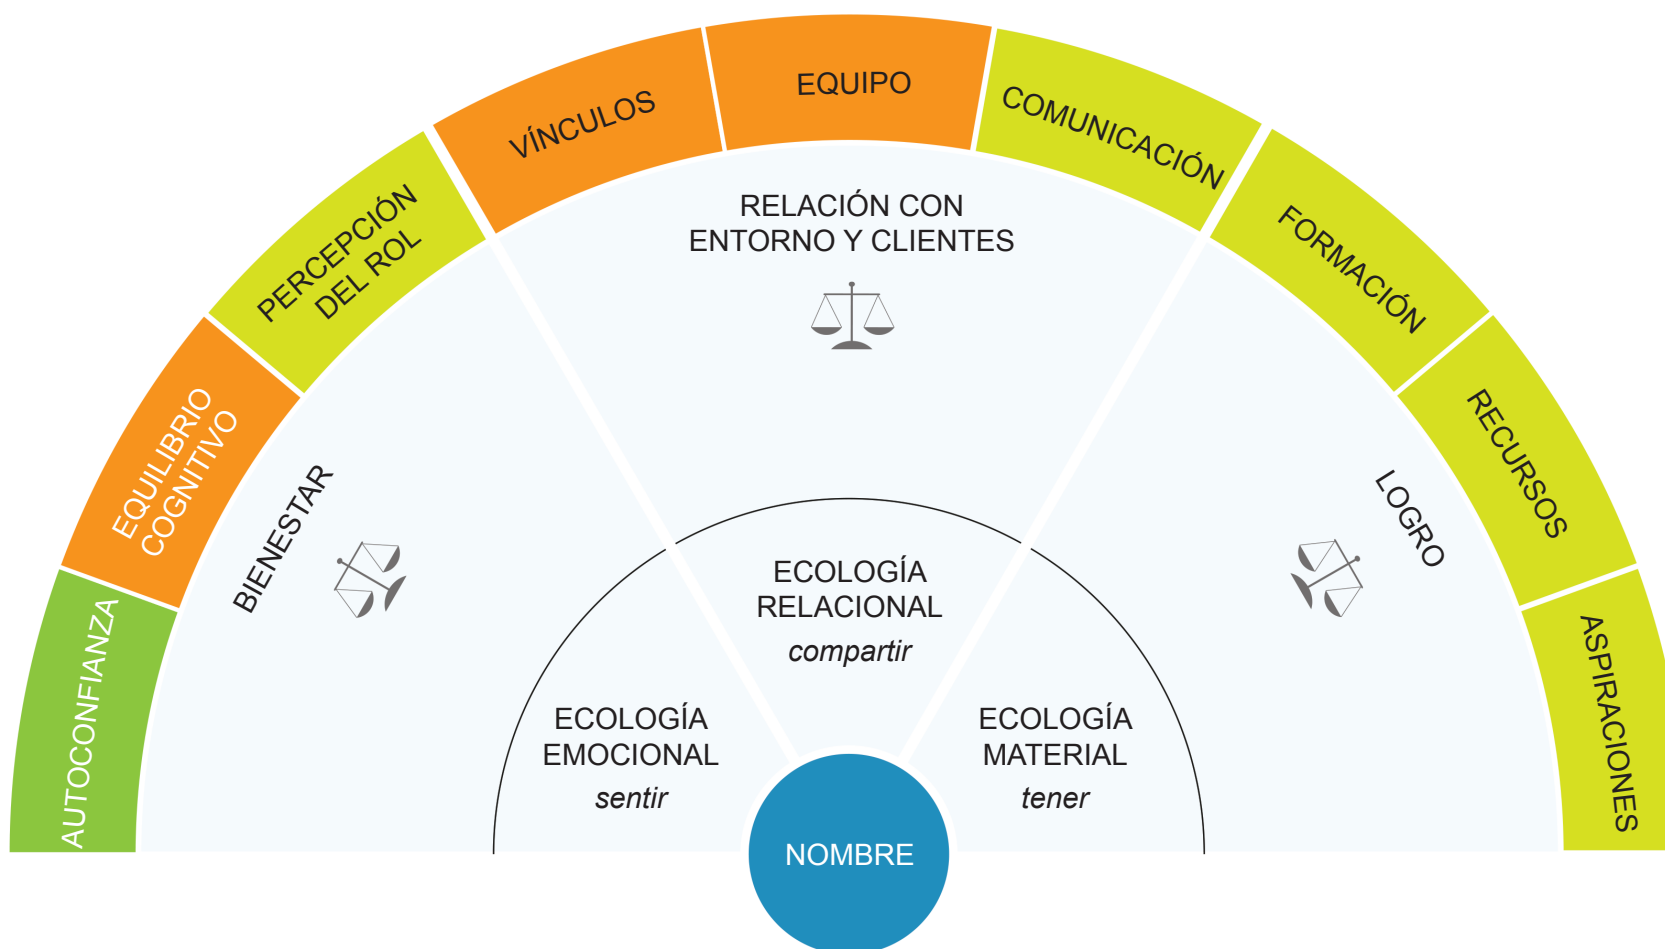 AUTOCONFIANZA
EQUILIBRIO
COGNITIVO
PERCEPCIÓN
DEL ROL
VÍNCULOS
EQUIPO
COMUNICACIÓN
FORMACIÓN
RECURSOS
ASPIRACIONES
BIENESTAR
RELACIÓN CON
ENTORNO Y CLIENTES
LOGRO
ECOLOGÍA
EMOCIONAL
sentir
ECOLOGÍA
RELACIONAL
compartir
ECOLOGÍA
MATERIAL
tener
NOMBRE